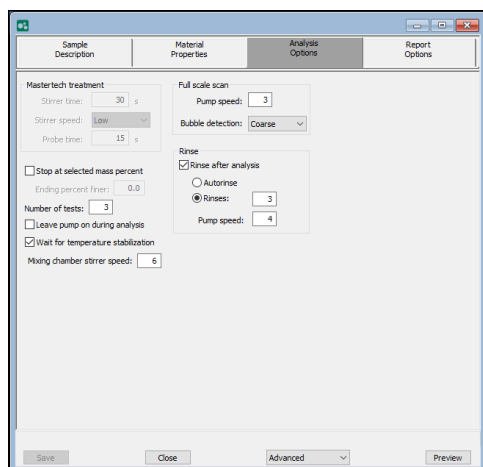 Sample
Description
Material
Properties
Analysis
Options
Report
Options
Mastertech treatment
Stirrer time: 30 s
Stirrer speed: Low
Probe time: 15 s
Stop at selected mass percent
Ending percent finer: 0.0
Number of tests: 3
Leave pump on during analysis
Wait for temperature stabilization
Mixing chamber stirrer speed: 6
Full scale scan
Pump speed: 3
Bubble detection: Coarse
Rinse
Rinse after analysis
Autorinse
Rinses: 3
Pump speed: 4
Save Close Advanced Preview